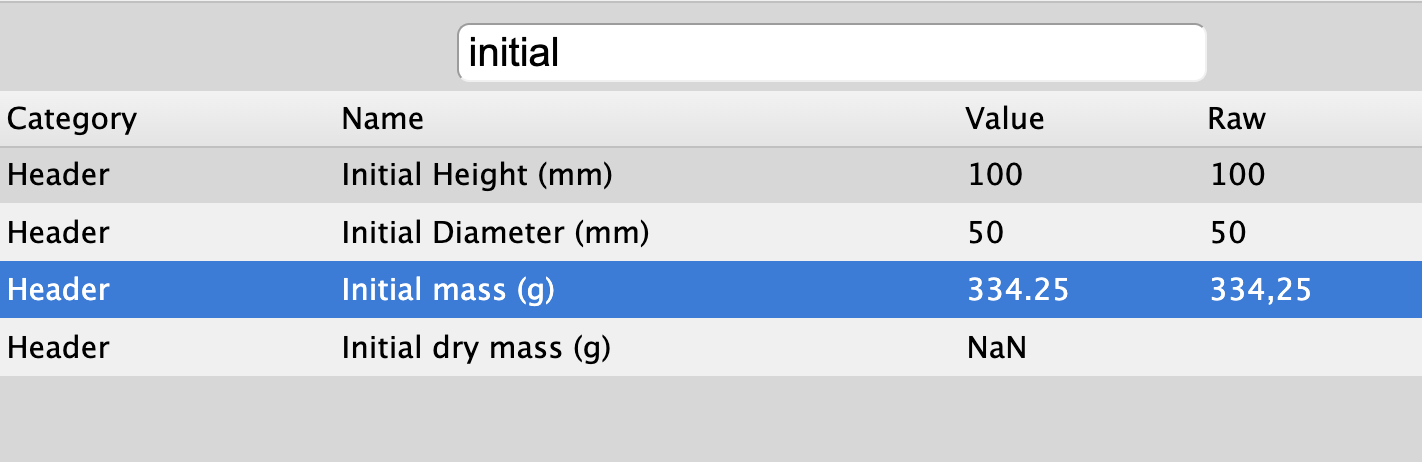 initial
Category Name Value Raw
Header Initial Height (mm) 100 100
Header Initial Diameter (mm) 50 50
Header Initial mass (g) 334.25 334,25
Header Initial dry mass (g) NaN